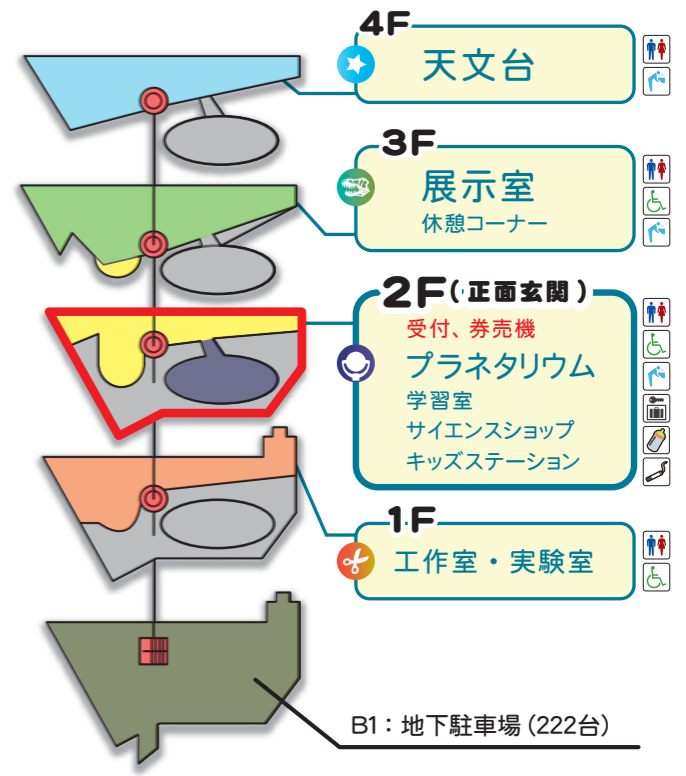 4F
天文台
3F
展示室
休憩コーナー
2F(正面玄関)
受付、券売機
プラネタリウム
学習室
サイエンスショップ
キッズステーション
1F
工作室・実験室
B1：地下駐車場（222台）